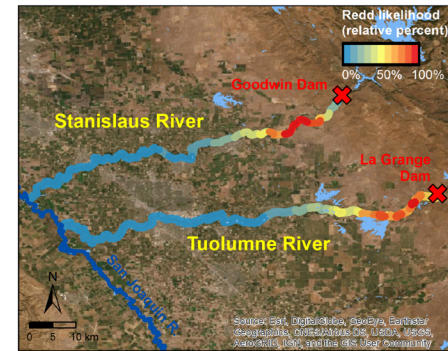 Redd likelihood
(relative percent)
0% 50% 100%
Goodwin Dam
Stanislaus River
La Grange
Dam
Tuolumne River
San Joaquin R.
N
0 5 10 km
Source: Esri, DigitalGlobe, GeoEye, Earthstar
Geographics, CNES/Airbus DS, USDA, USGS,
AeroGRID, IGN, and the GIS User Community